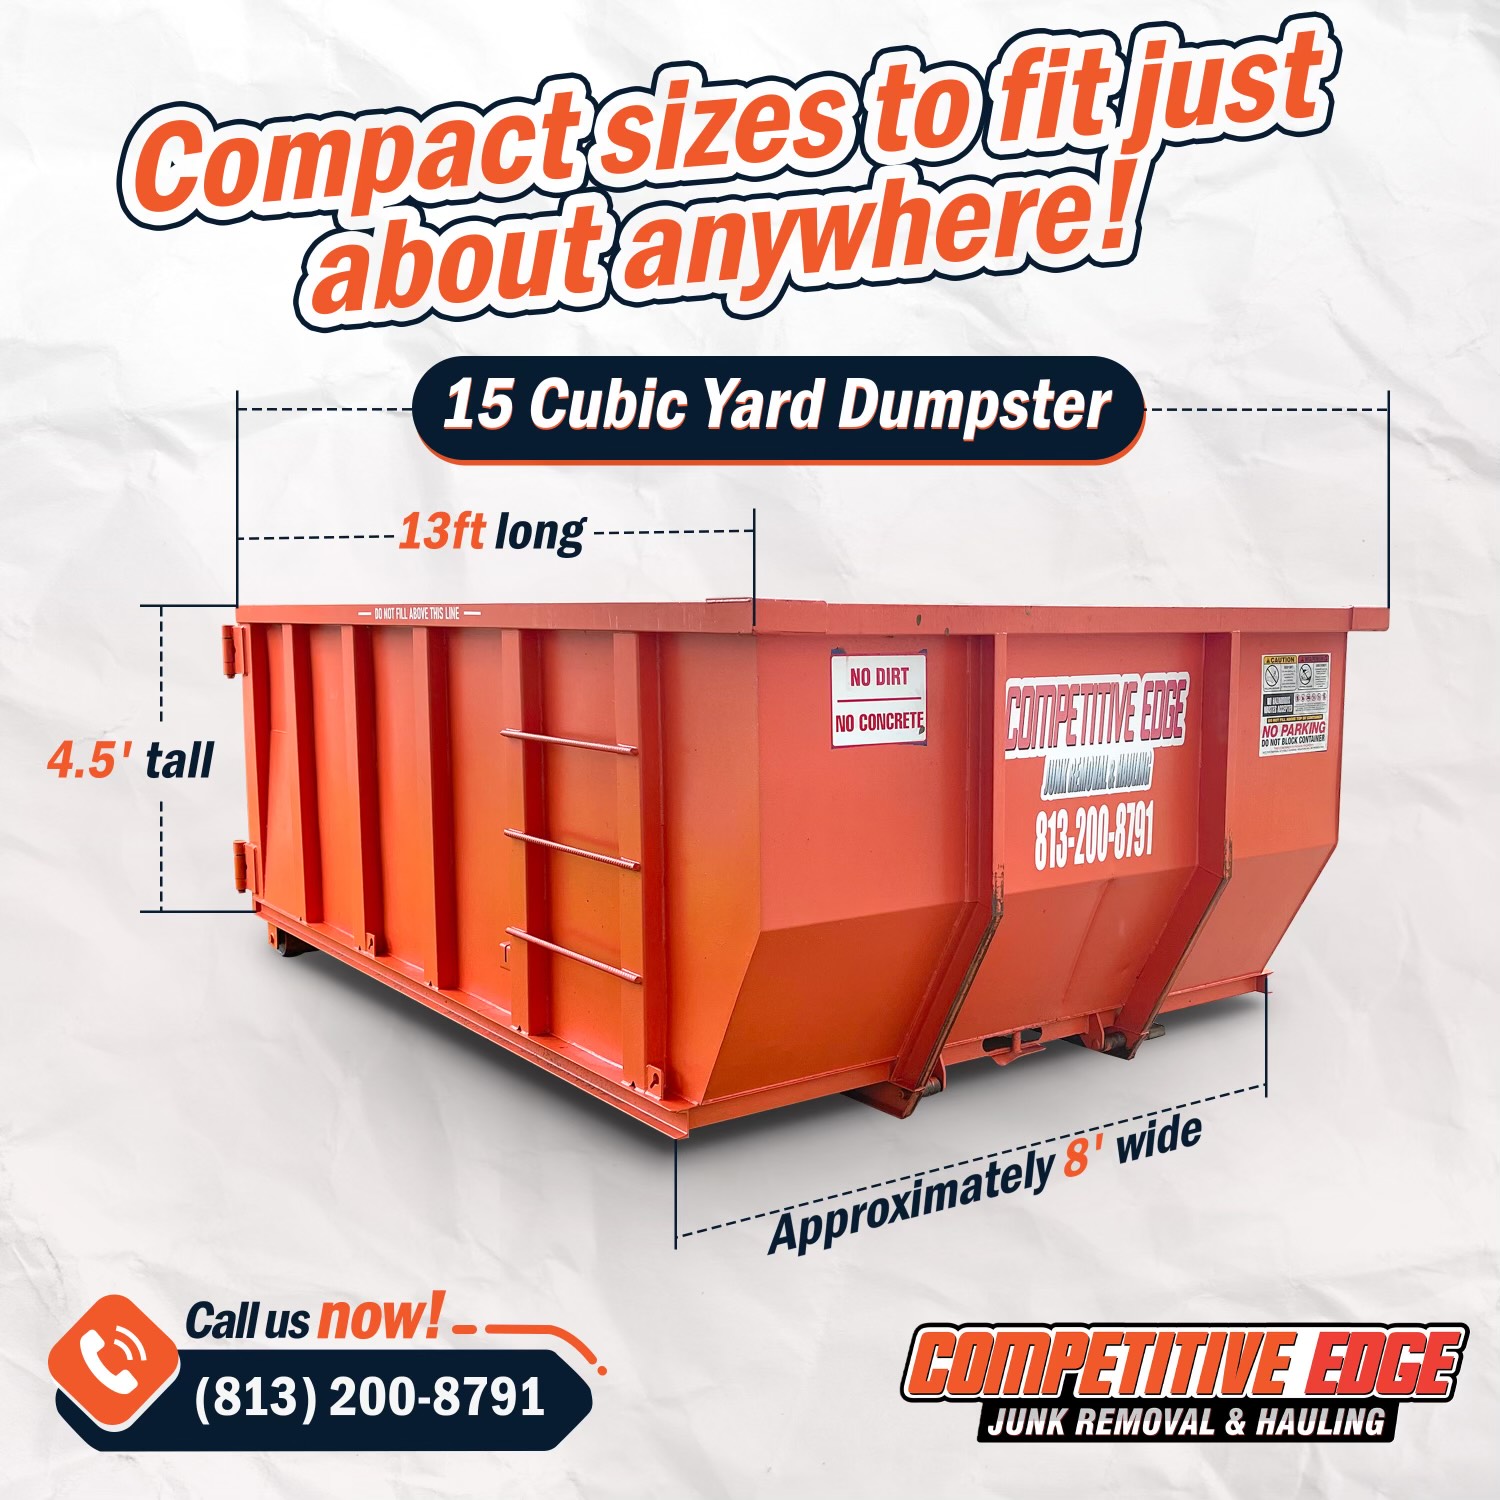 Compact sizes to fit just
about anywhere!
15 Cubic Yard Dumpster
13ft long
DO NOT FILL ABOVE THIS LINE
4.5' tall
NO DIRT
NO CONCRETE
COMPETITIVE EDGE
JUNK REMOVAL & HAULING
813-200-8791
CAUTION
NO PARKING
DO NOT BLOCK CONTAINER
Approximately 8' wide
Call us now!
(813) 200-8791
COMPETITIVE EDGE
JUNK REMOVAL & HAULING